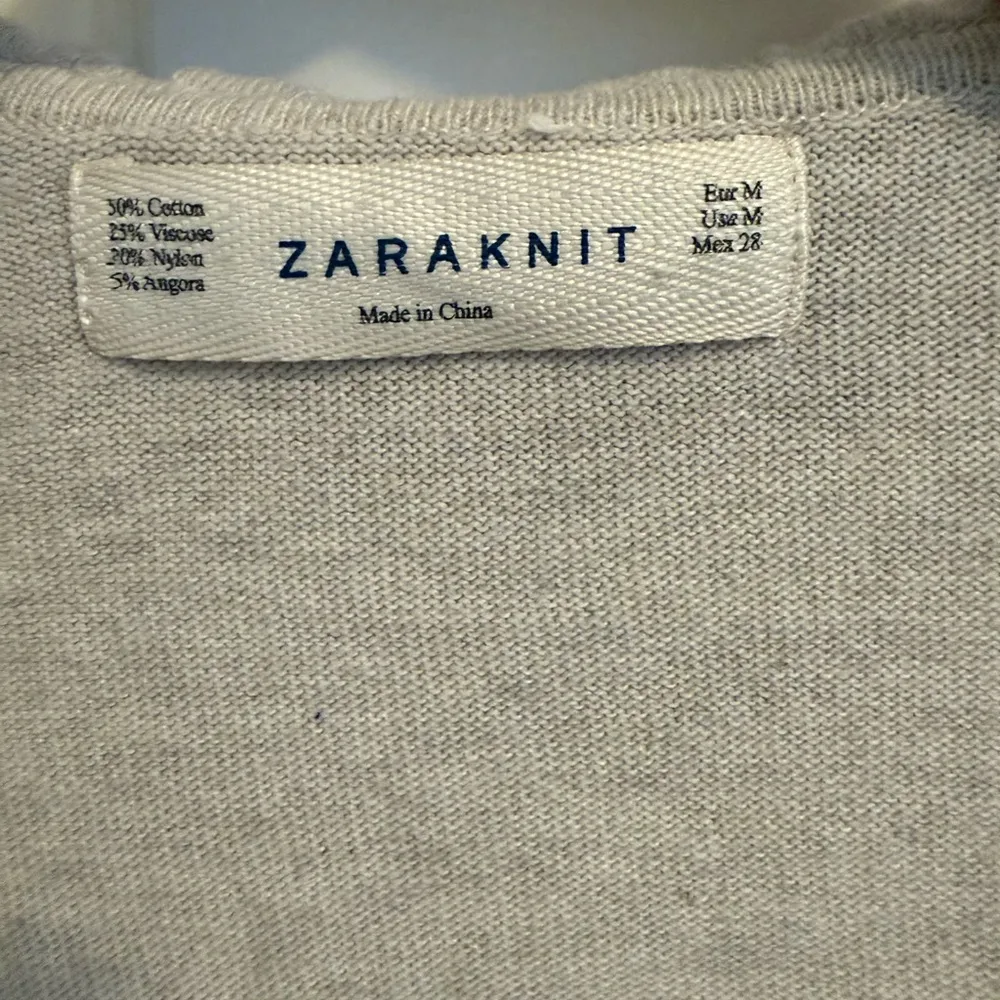 50% Cotton
25% Viscose
20% Nylon
5% Angora
ZARAKNIT
Made in China
Eur M
Usa M
Mex 28